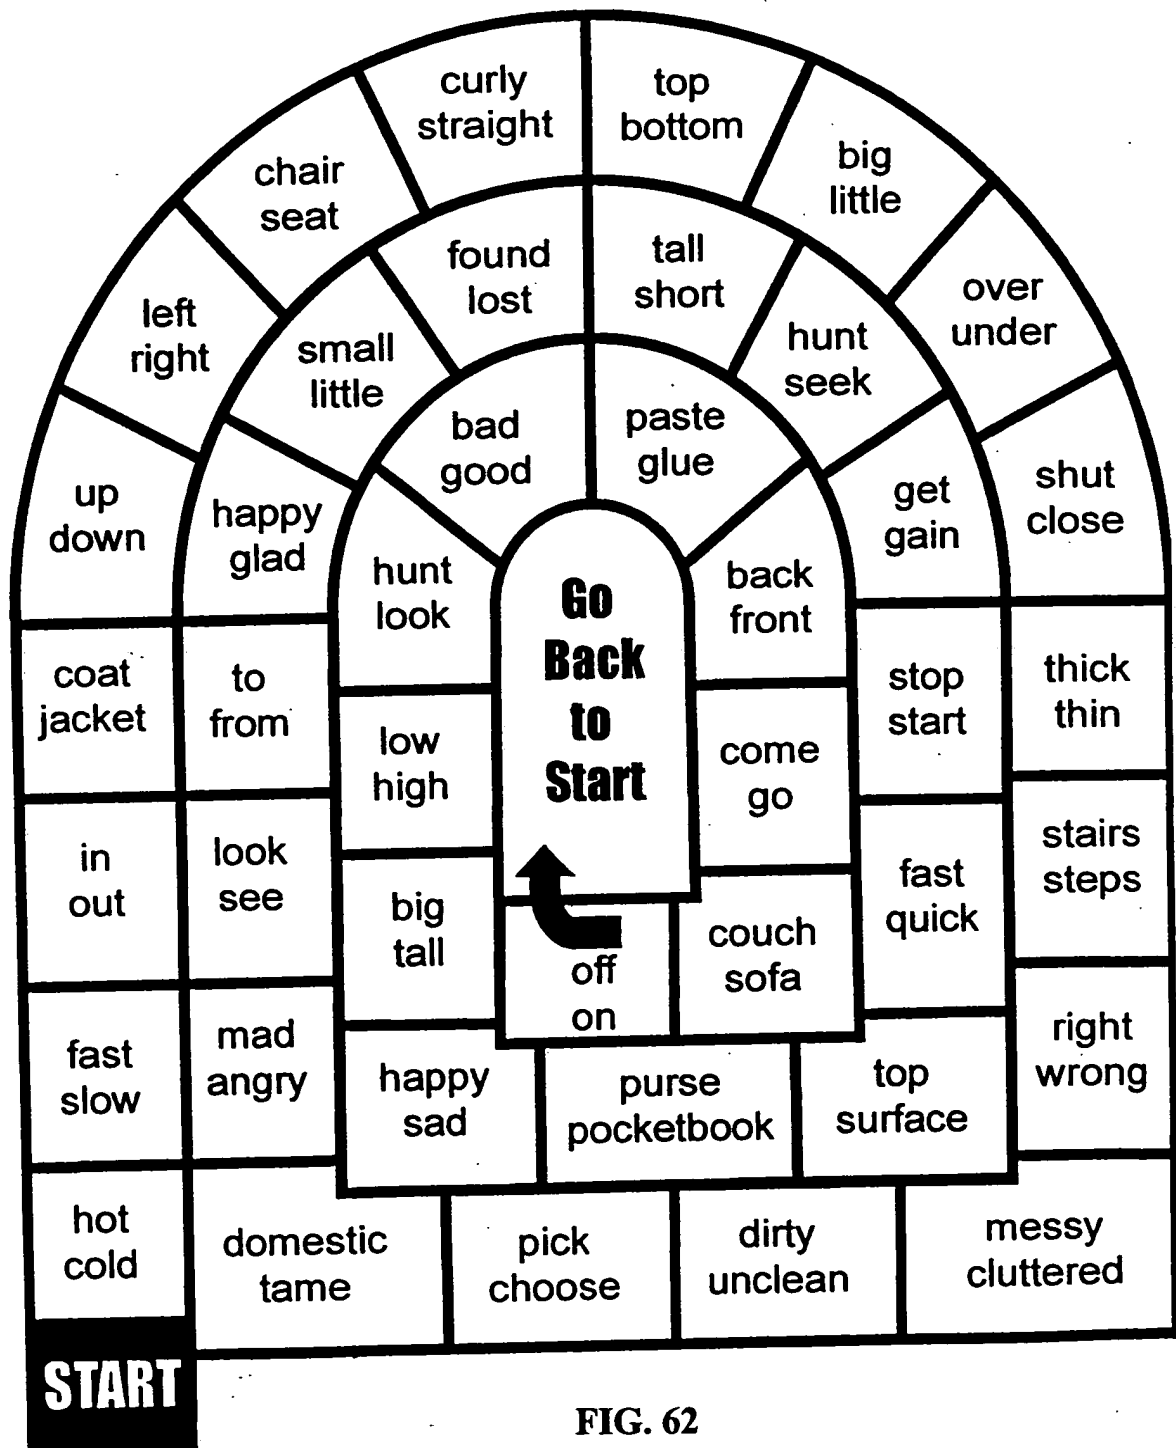 START
hot
cold
fast
slow
in
out
coat
jacket
up
down
left
right
chair
seat
curly
straight
top
bottom
big
little
over
under
shut
close
thick
thin
stairs
steps
right
wrong
messy
cluttered
dirty
unclean
pick
choose
domestic
tame
mad
angry
look
see
to
from
happy
glad
small
little
found
lost
tall
short
hunt
seek
get
gain
stop
start
fast
quick
top
surface
purse
pocketbook
happy
sad
big
tall
low
high
hunt
look
bad
good
paste
glue
back
front
come
go
couch
sofa
off
on
Go
Back
to
Start
FIG. 62